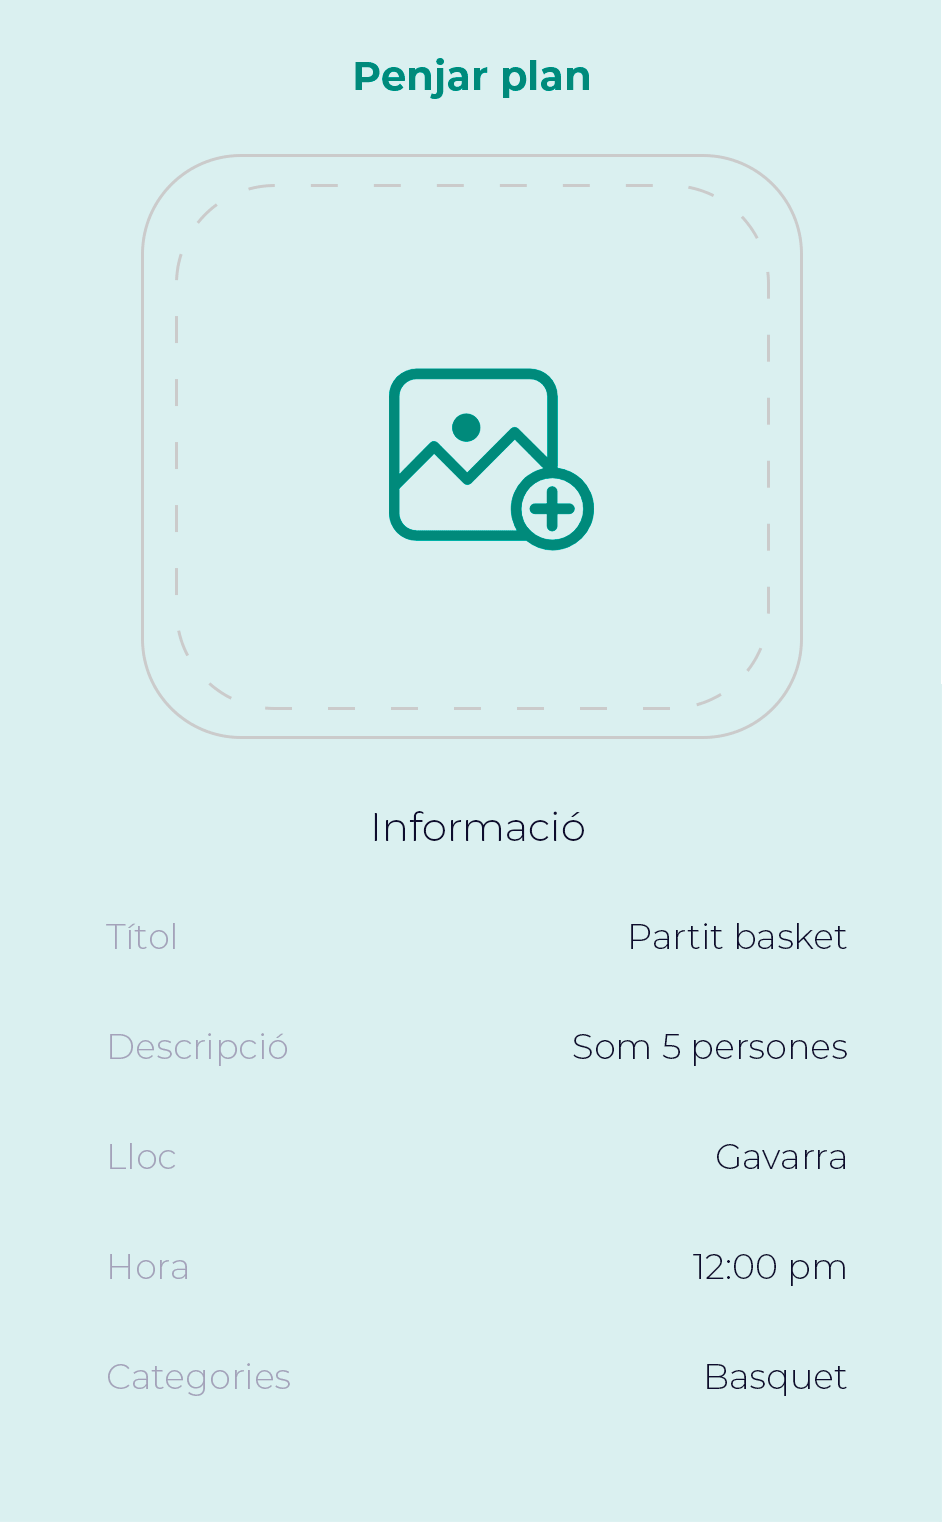 Penjar plan
Informació
Títol Partit basket
Descripció Som 5 persones
Lloc Gavarra
Hora 12:00 pm
Categories Basquet